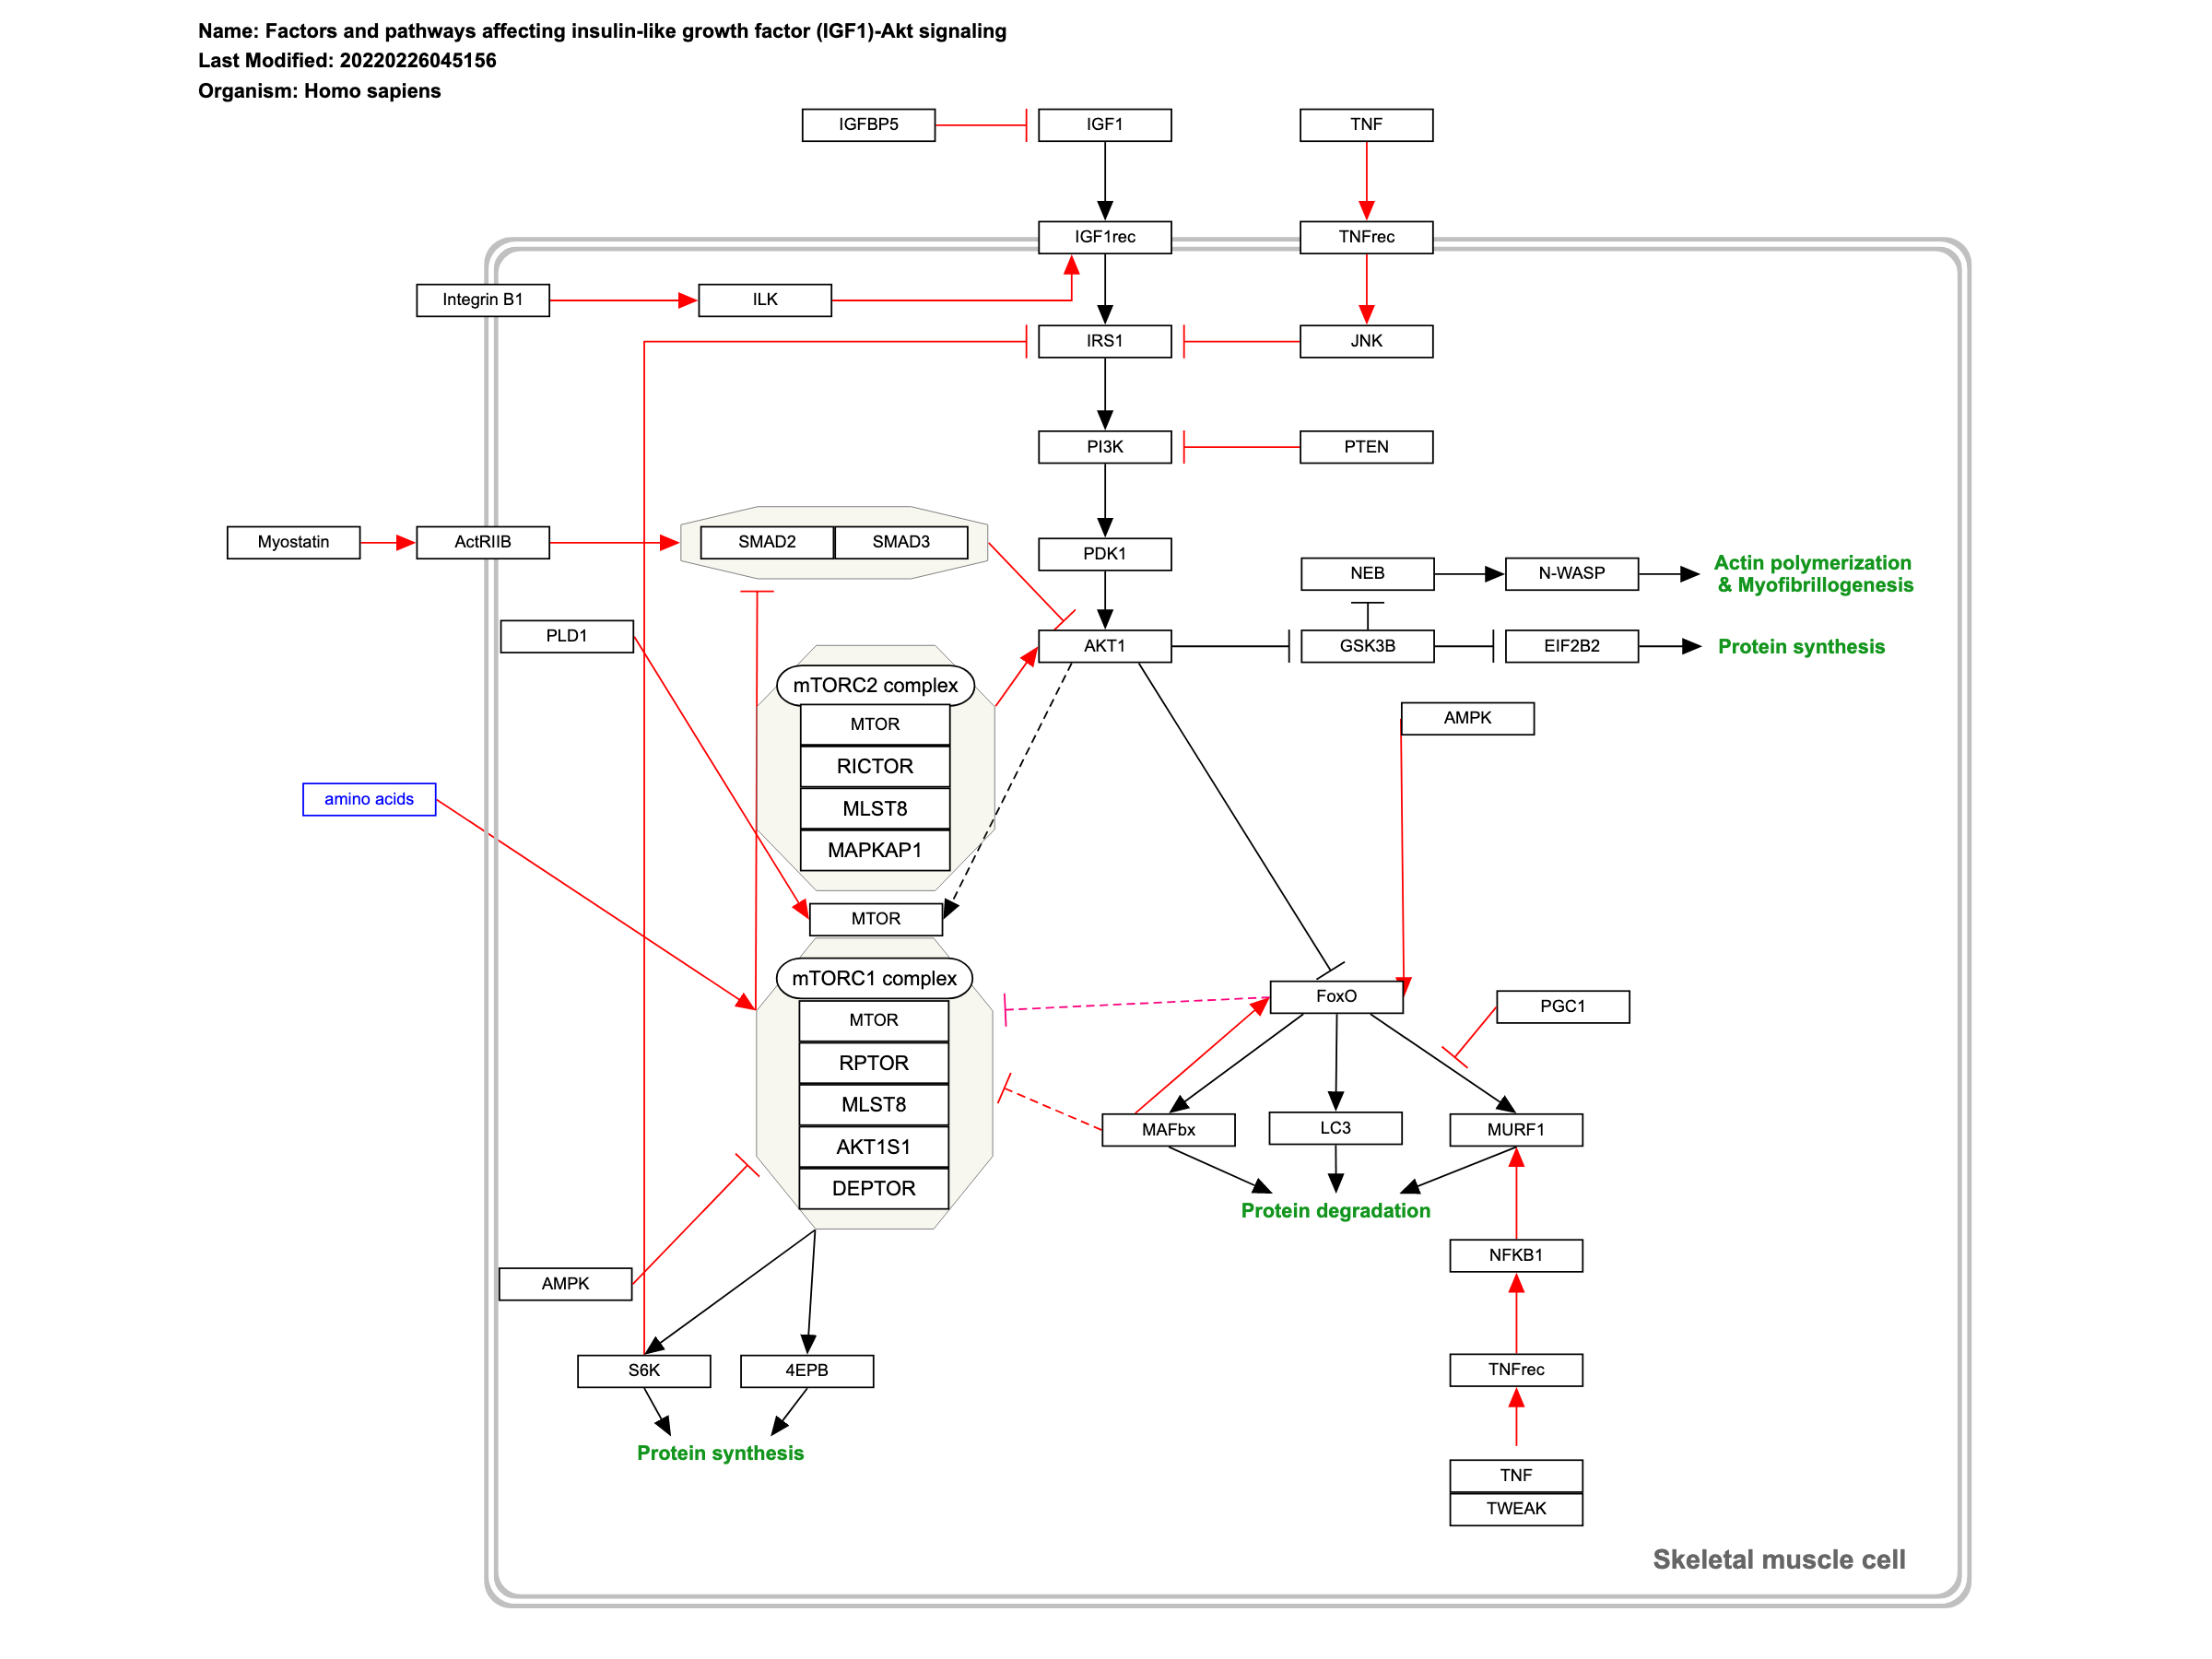 Name: Factors and pathways affecting insulin-like growth factor (IGF1)-Akt signaling
Last Modified: 20220226045156
Organism: Homo sapiens
IGFBP5
IGF1
TNF
IGF1rec
TNFrec
Integrin B1
ILK
IRS1
JNK
PI3K
PTEN
Myostatin
ActRIIB
SMAD2
SMAD3
PDK1
NEB
N-WASP
Actin polymerization
& Myofibrillogenesis
PLD1
AKT1
GSK3B
EIF2B2
Protein synthesis
mTORC2 complex
MTOR
RICTOR
MLST8
MAPKAP1
AMPK
amino acids
MTOR
mTORC1 complex
MTOR
RPTOR
MLST8
AKT1S1
DEPTOR
FoxO
PGC1
MAFbx
LC3
MURF1
Protein degradation
NFKB1
AMPK
S6K
4EPB
TNFrec
Protein synthesis
TNF
TWEAK
Skeletal muscle cell